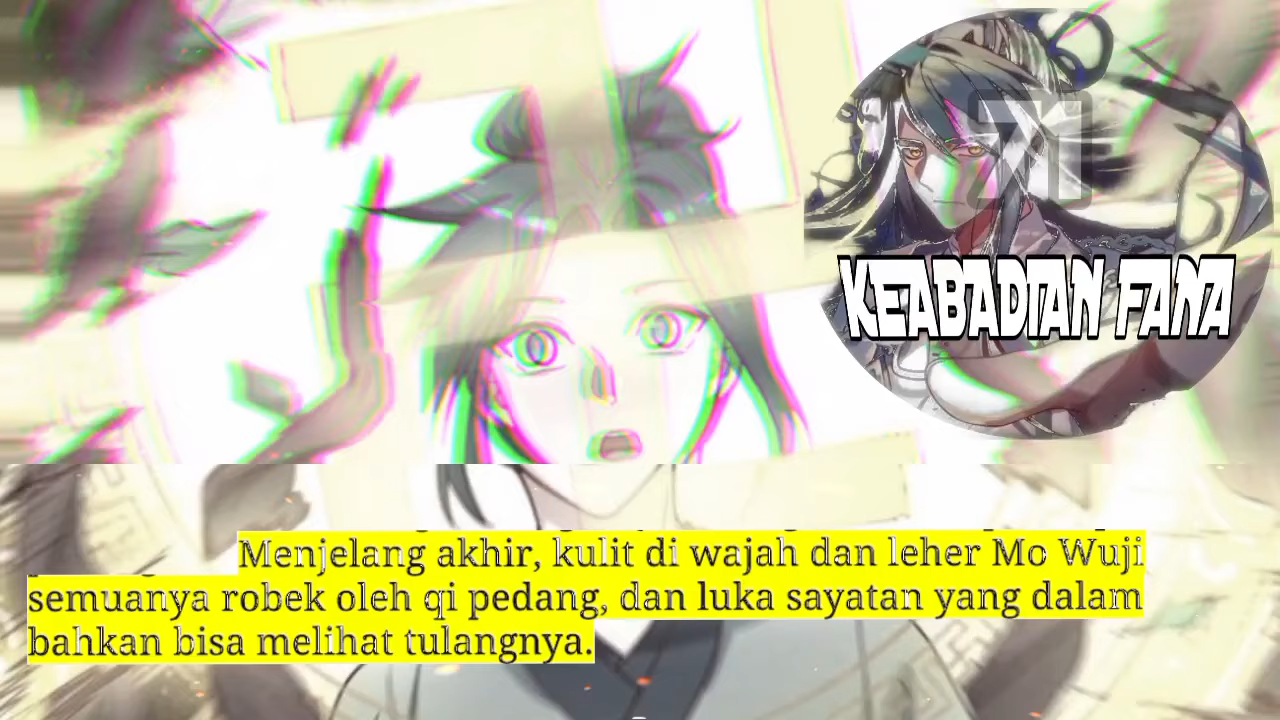 71
KEABADIAN FANA
Menjelang akhir, kulit di wajah dan leher Mo Wuji
semuanya robek oleh qi pedang, dan luka sayatan yang dalam
bahkan bisa melihat tulangnya.